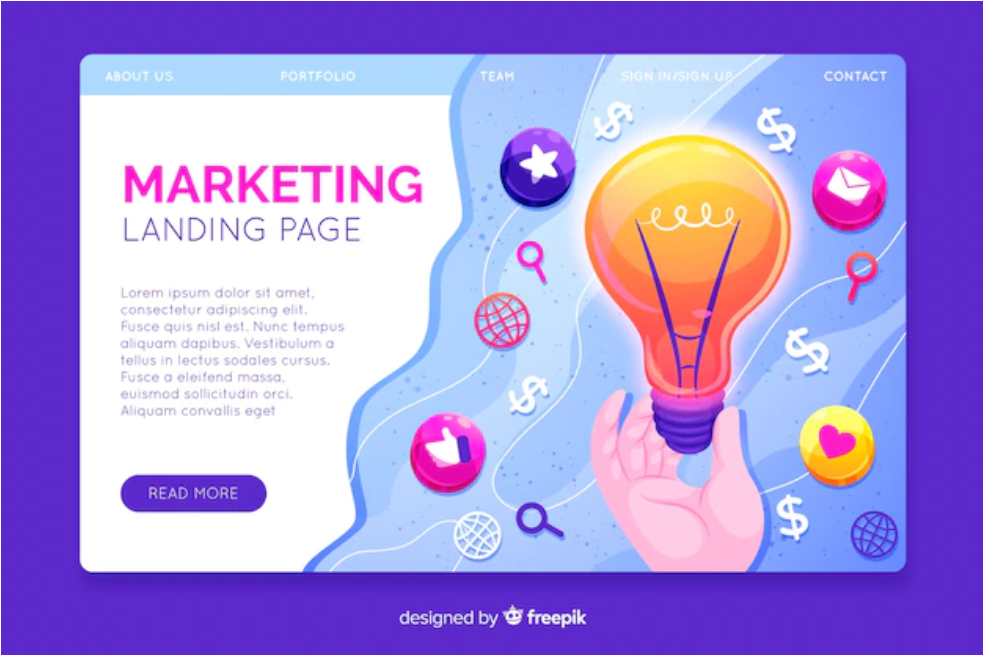 ABOUT US PORTFOLIO TEAM SIGN IN/SIGN UP CONTACT
MARKETING
LANDING PAGE
Lorem ipsum dolor sit amet,
consectetur adipiscing elit.
Fusce quis nisl est. Nunc tempus
aliquam dapibus. Vestibulum a
tellus in lectus sodales cursus.
Fusce a eleifend massa,
euismod sollicitudin orci.
Aliquam convallis eget
READ MORE
$
$
$
$
$
designed by freepik